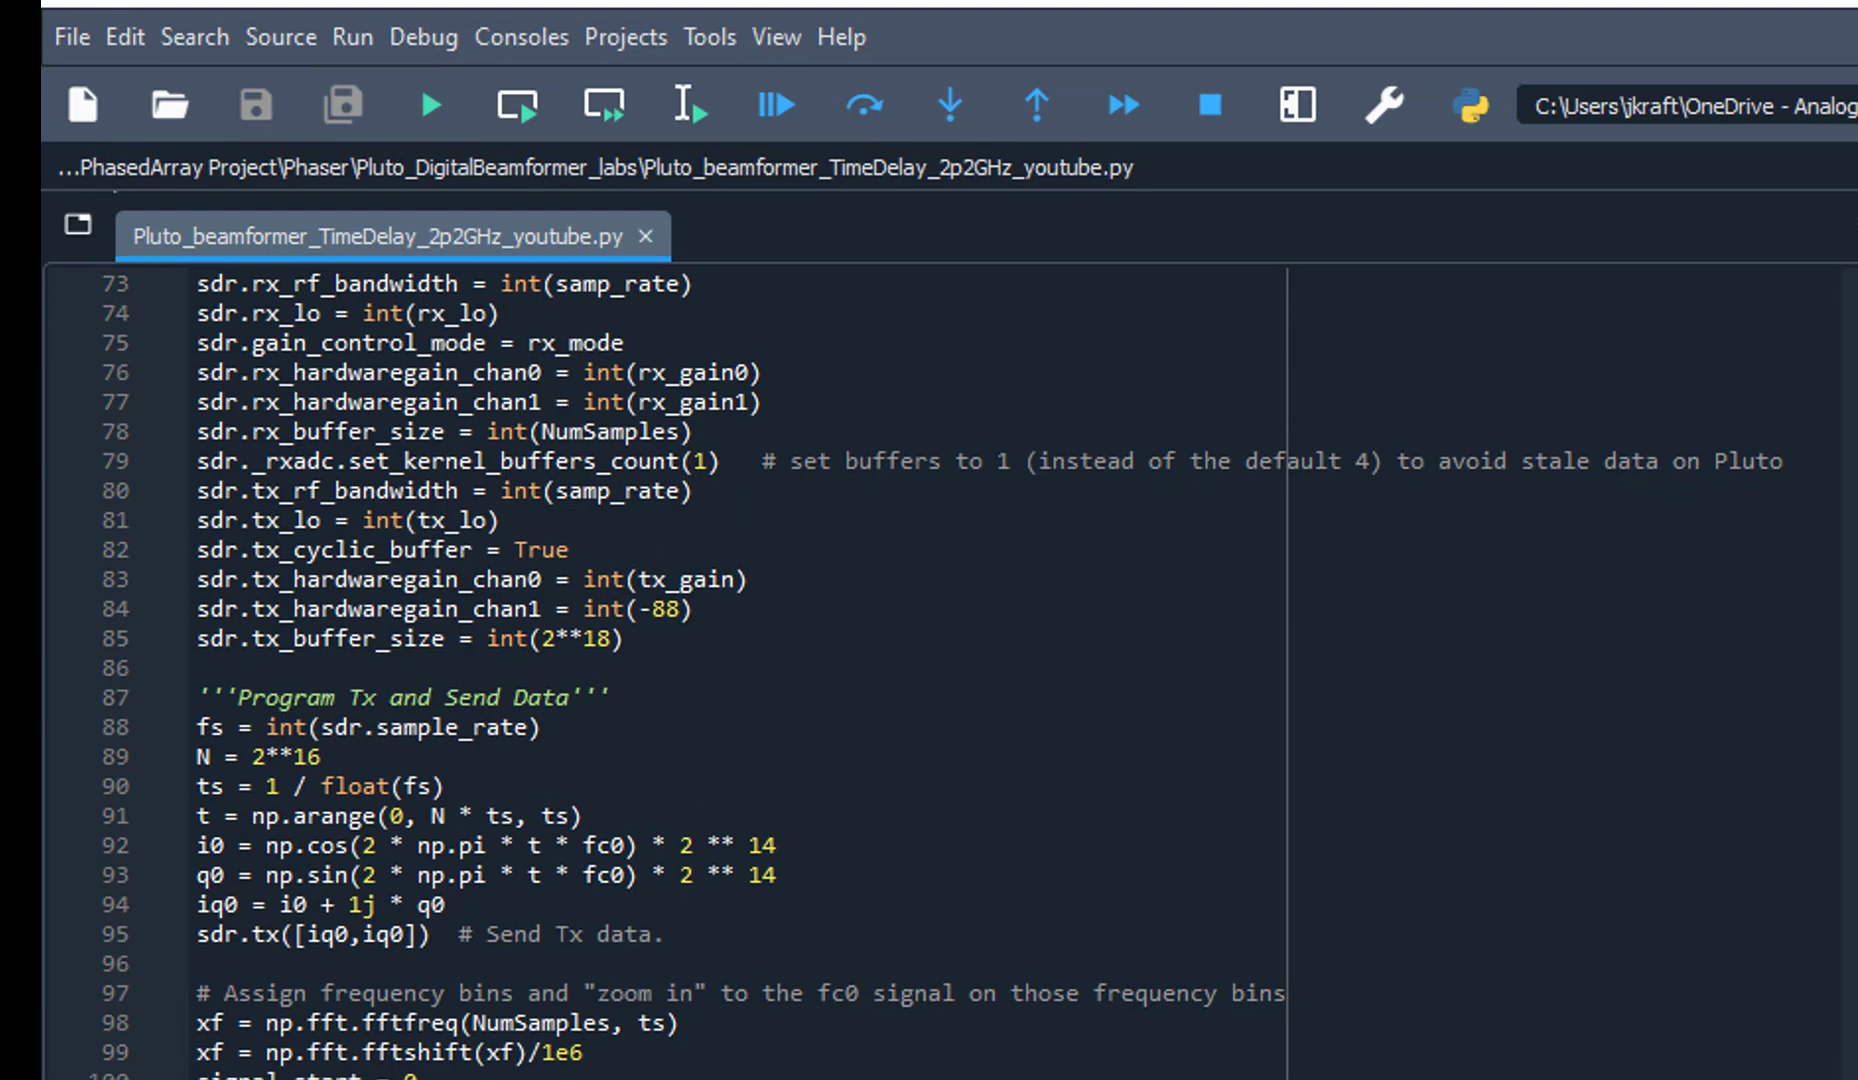 File Edit Search Source Run Debug Consoles Projects Tools View Help
C:\Users\jkraft\OneDrive - Analog
...PhasedArray Project\Phaser\Pluto_DigitalBeamformer_labs\Pluto_beamformer_TimeDelay_2p2GHz_youtube.py
Pluto_beamformer_TimeDelay_2p2GHz_youtube.py ×
73 sdr.rx_rf_bandwidth = int(samp_rate)
74 sdr.rx_lo = int(rx_lo)
75 sdr.gain_control_mode = rx_mode
76 sdr.rx_hardwaregain_chan0 = int(rx_gain0)
77 sdr.rx_hardwaregain_chan1 = int(rx_gain1)
78 sdr.rx_buffer_size = int(NumSamples)
79 sdr._rxadc.set_kernel_buffers_count(1)   # set buffers to 1 (instead of the default 4) to avoid stale data on Pluto
80 sdr.tx_rf_bandwidth = int(samp_rate)
81 sdr.tx_lo = int(tx_lo)
82 sdr.tx_cyclic_buffer = True
83 sdr.tx_hardwaregain_chan0 = int(tx_gain)
84 sdr.tx_hardwaregain_chan1 = int(-88)
85 sdr.tx_buffer_size = int(2**18)
86
87 '''Program Tx and Send Data'''
88 fs = int(sdr.sample_rate)
89 N = 2**16
90 ts = 1 / float(fs)
91 t = np.arange(0, N * ts, ts)
92 i0 = np.cos(2 * np.pi * t * fc0) * 2 ** 14
93 q0 = np.sin(2 * np.pi * t * fc0) * 2 ** 14
94 iq0 = i0 + 1j * q0
95 sdr.tx([iq0,iq0])  # Send Tx data.
96
97 # Assign frequency bins and "zoom in" to the fc0 signal on those frequency bins
98 xf = np.fft.fftfreq(NumSamples, ts)
99 xf = np.fft.fftshift(xf)/1e6